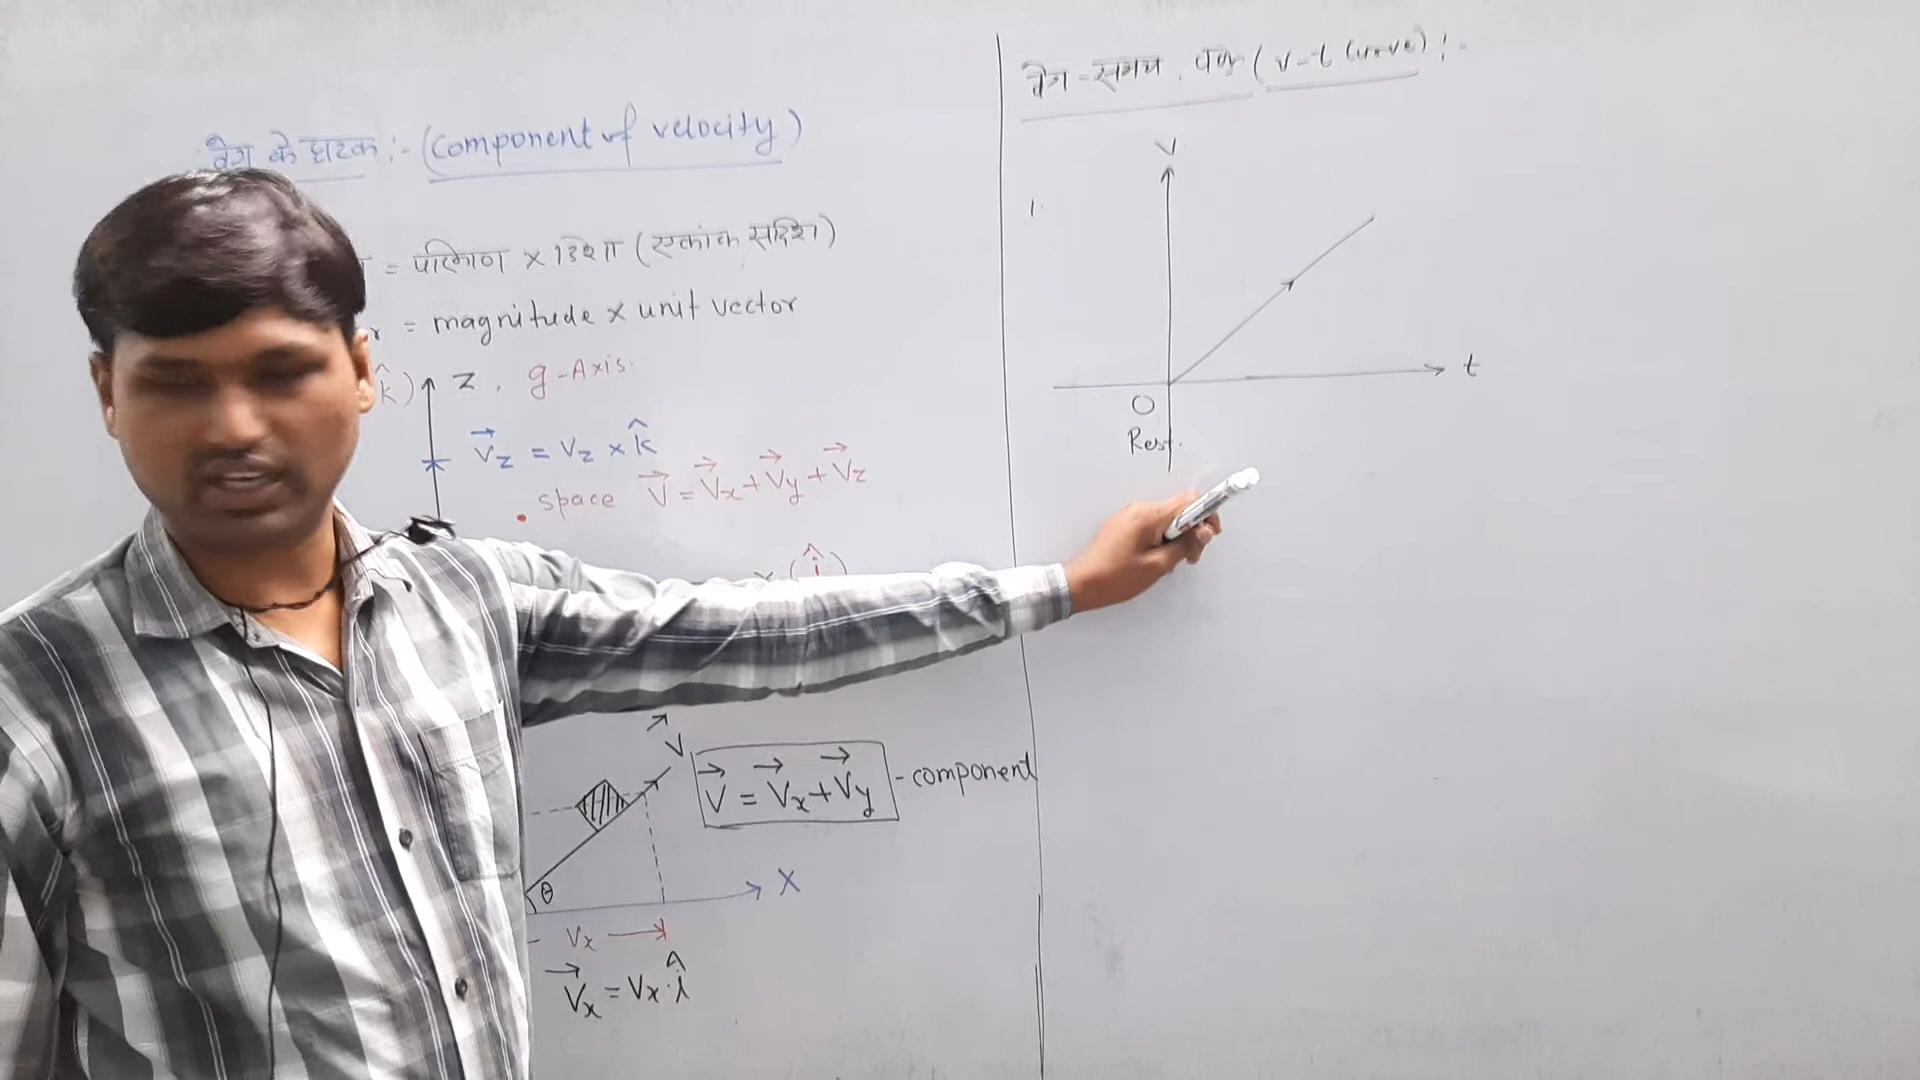 वेग के घटक :- (component of velocity)
= परिमाण × दिशा (एकांक सदिश)
r = magnitude × unit vector
k̂) Z, g-Axis.
V⃗z = Vz × k̂
space V⃗ = V⃗x + V⃗y + V⃗z
(î)
V⃗
V⃗ = V⃗x + V⃗y - component
θ
X
Vx
V⃗x = Vx · î
वेग - समय वक्र (v-t curve) :-
V
1.
t
O
Rest.